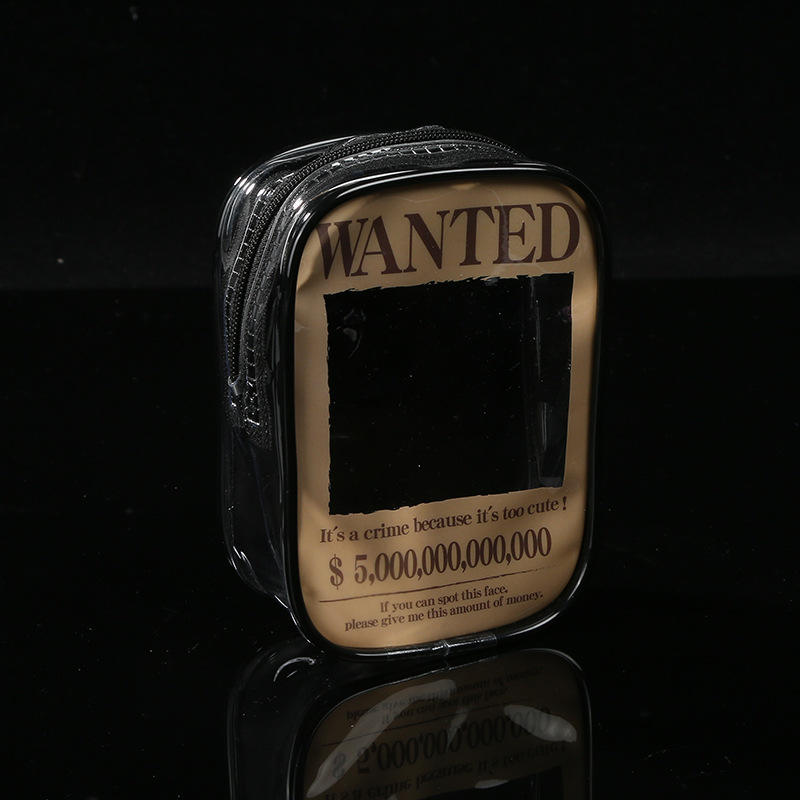 WANTED
It's a crime because it's too cute !
$ 5,000,000,000,000
If you can spot this face.
please give me this amount of money.